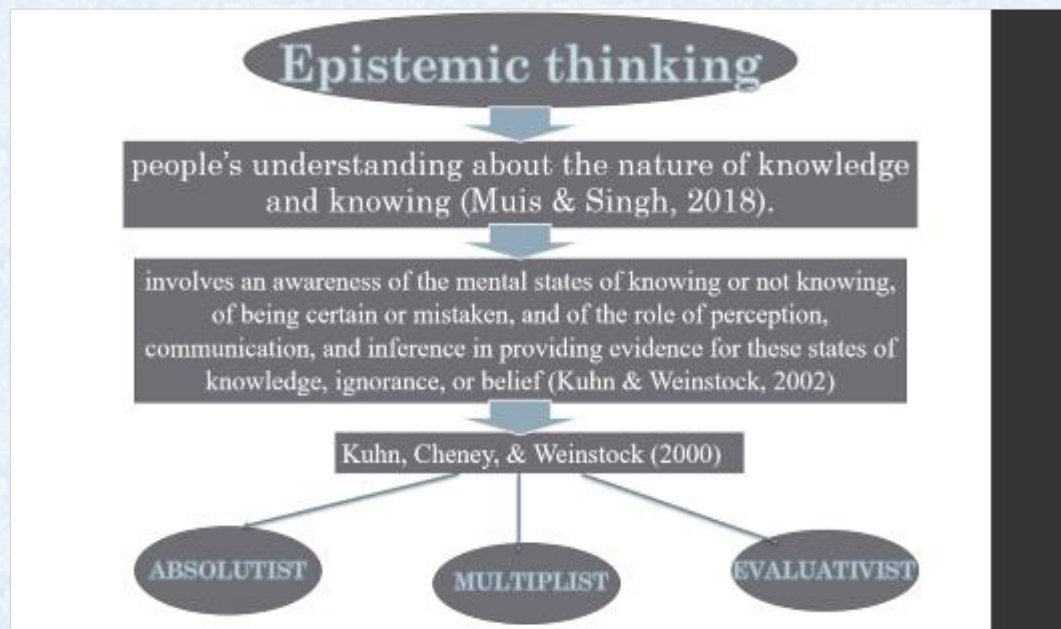 Epistemic thinking
people's understanding about the nature of knowledge
and knowing (Muis & Singh, 2018).
involves an awareness of the mental states of knowing or not knowing,
of being certain or mistaken, and of the role of perception,
communication, and inference in providing evidence for these states of
knowledge, ignorance, or belief (Kuhn & Weinstock, 2002)
Kuhn, Cheney, & Weinstock (2000)
ABSOLUTIST
MULTIPLIST
EVALUATIVIST